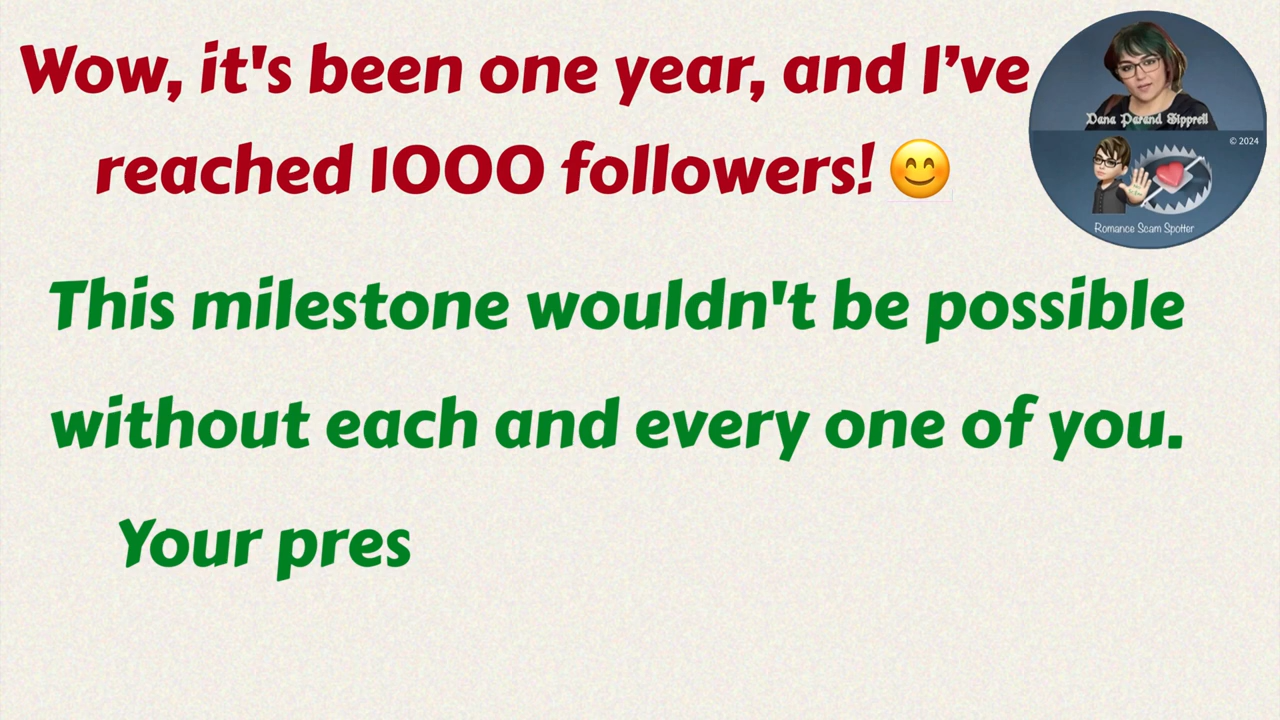 Wow, it's been one year, and I’ve
reached 1000 followers! 😊
Dana Parand Sipprell
© 2024
Romance Scam Spotter
This milestone wouldn't be possible
without each and every one of you.
Your pres